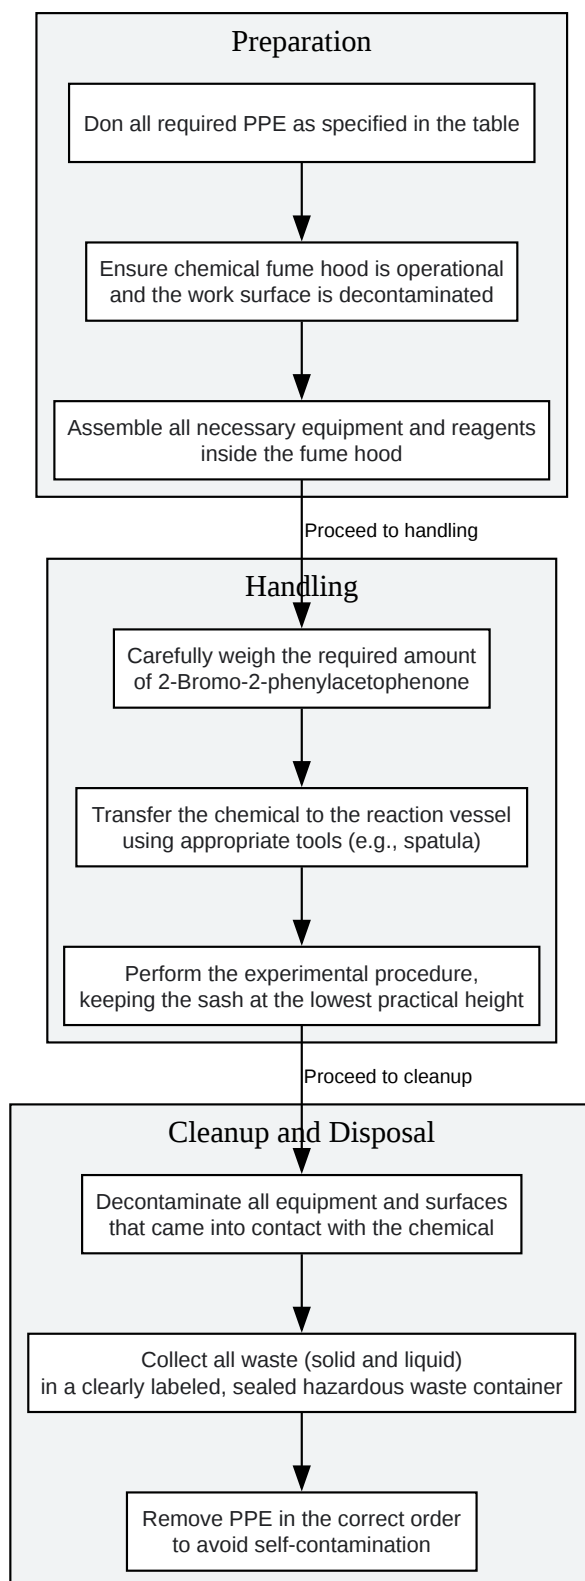 Preparation
Don all required PPE as specified in the table
Ensure chemical fume hood is operational
and the work surface is decontaminated
Assemble all necessary equipment and reagents
inside the fume hood
Proceed to handling
Handling
Carefully weigh the required amount
of 2-Bromo-2-phenylacetophenone
Transfer the chemical to the reaction vessel
using appropriate tools (e.g., spatula)
Perform the experimental procedure,
keeping the sash at the lowest practical height
Proceed to cleanup
Cleanup and Disposal
Decontaminate all equipment and surfaces
that came into contact with the chemical
Collect all waste (solid and liquid)
in a clearly labeled, sealed hazardous waste container
Remove PPE in the correct order
to avoid self-contamination